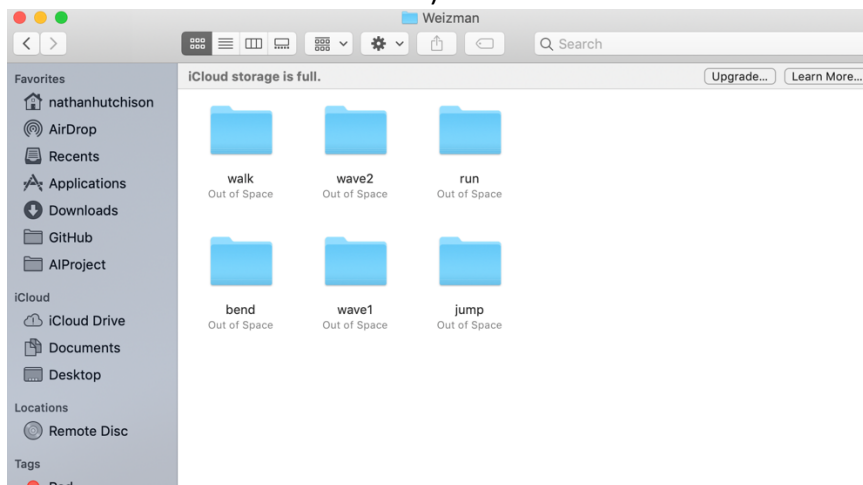 Weizman
Search
Favorites
iCloud storage is full.
Upgrade...
Learn More...
nathanhutchison
AirDrop
Recents
Applications
Downloads
GitHub
AIProject
walk
wave2
run
Out of Space
Out of Space
Out of Space
bend
wave1
jump
Out of Space
Out of Space
Out of Space
iCloud
iCloud Drive
Documents
Desktop
Locations
Remote Disc
Tags